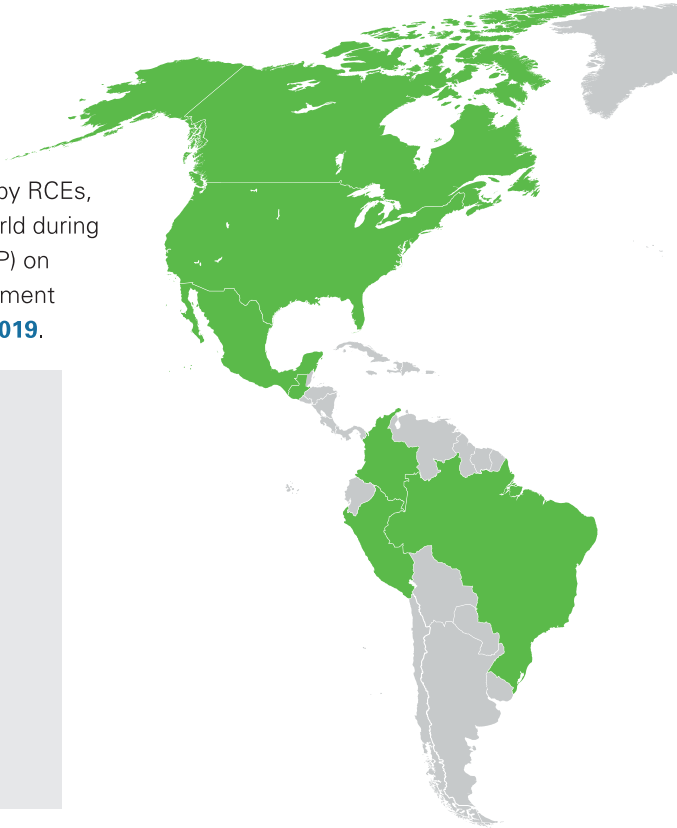 by RCEs,
rld during
P) on
ment
019.